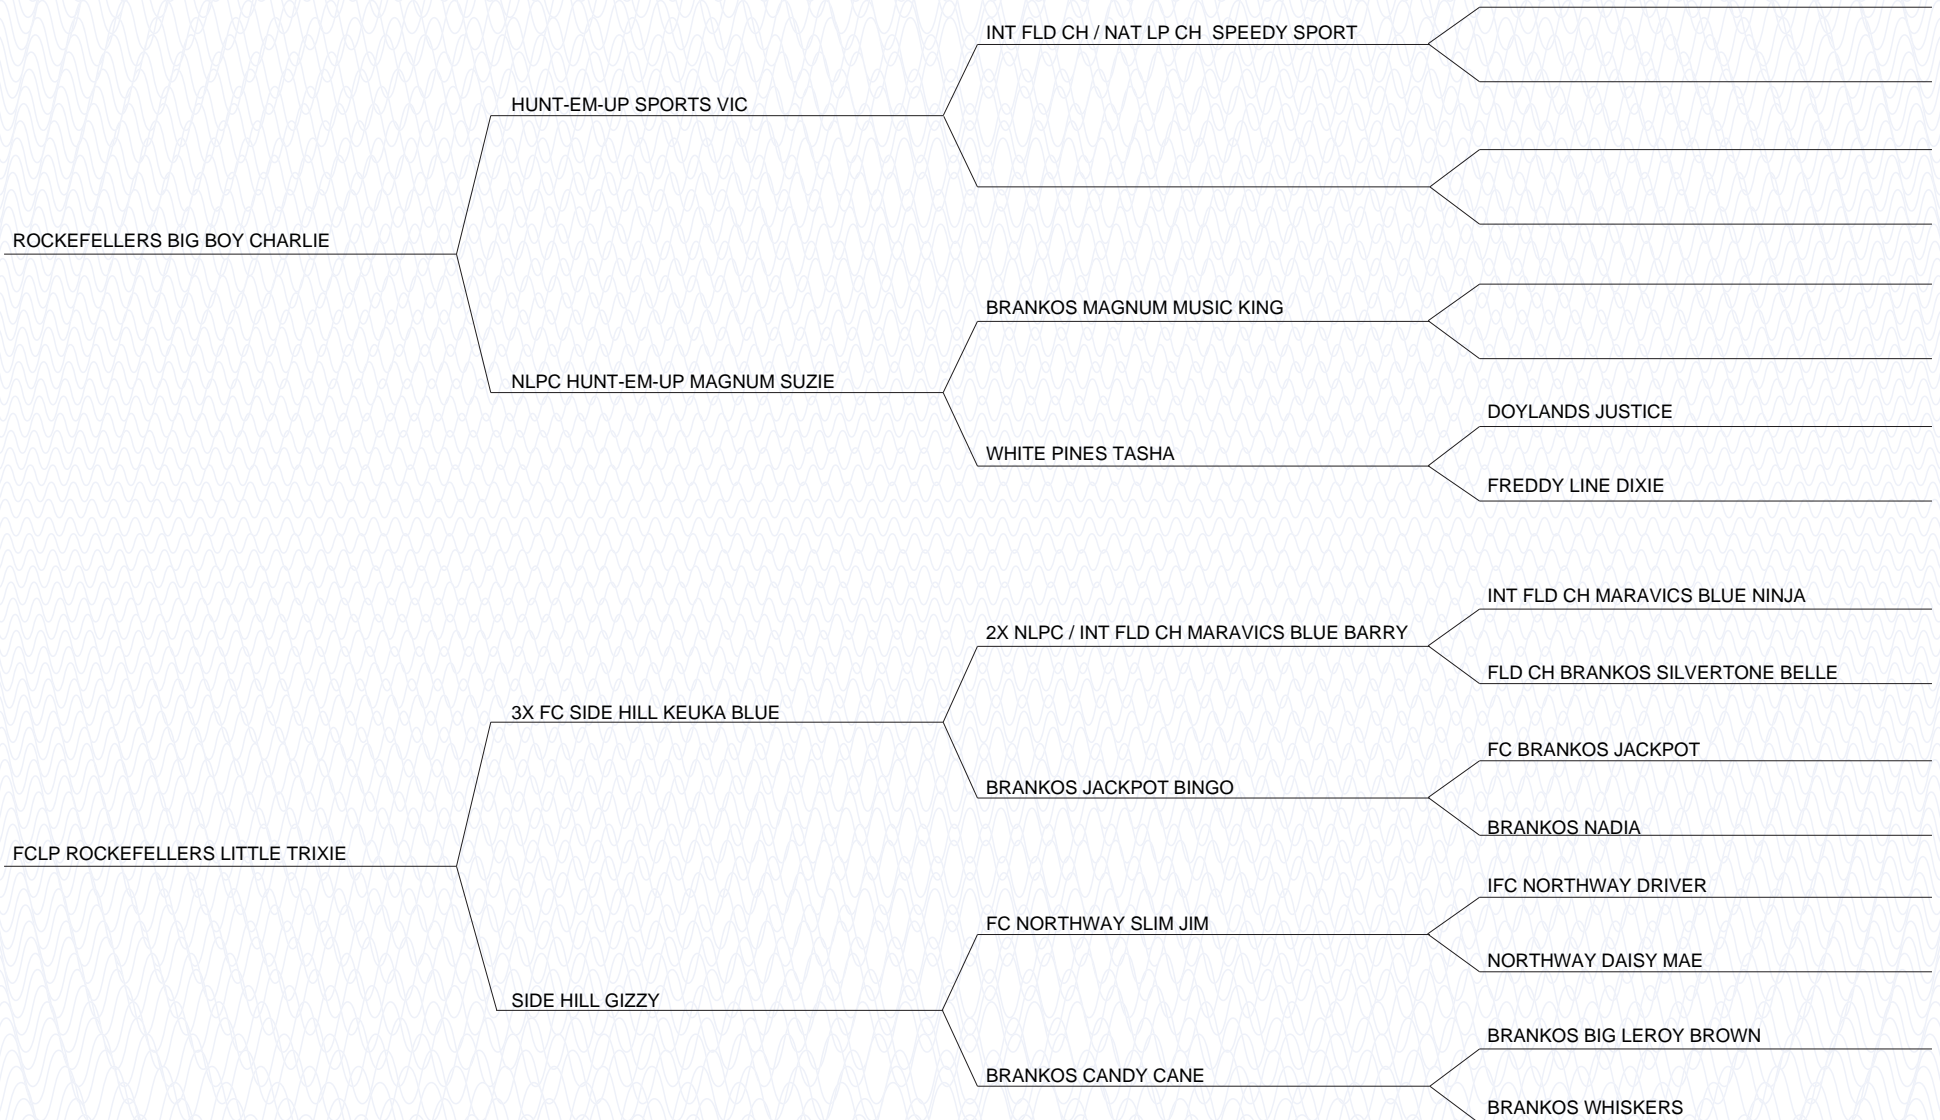 INT FLD CH / NAT LP CH  SPEEDY SPORT
HUNT-EM-UP SPORTS VIC
ROCKEFELLERS BIG BOY CHARLIE
BRANKOS MAGNUM MUSIC KING
NLPC HUNT-EM-UP MAGNUM SUZIE
DOYLANDS JUSTICE
WHITE PINES TASHA
FREDDY LINE DIXIE
INT FLD CH MARAVICS BLUE NINJA
2X NLPC / INT FLD CH MARAVICS BLUE BARRY
FLD CH BRANKOS SILVERTONE BELLE
3X FC SIDE HILL KEUKA BLUE
FC BRANKOS JACKPOT
BRANKOS JACKPOT BINGO
BRANKOS NADIA
FCLP ROCKEFELLERS LITTLE TRIXIE
IFC NORTHWAY DRIVER
FC NORTHWAY SLIM JIM
NORTHWAY DAISY MAE
SIDE HILL GIZZY
BRANKOS BIG LEROY BROWN
BRANKOS CANDY CANE
BRANKOS WHISKERS